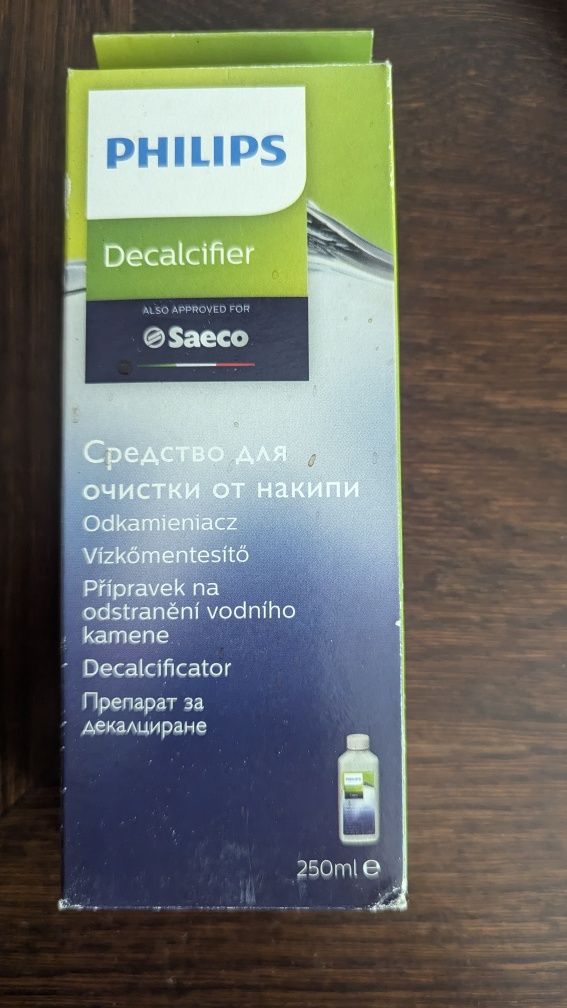 PHILIPS
Decalcifier
ALSO APPROVED FOR
Saeco
Средство для
очистки от накипи
Odkamieniacz
Vízkőmentesítő
Přípravek na
odstranění vodního
kamene
Decalcificator
Препарат за
декалциране
PHILIPS
250ml ℮